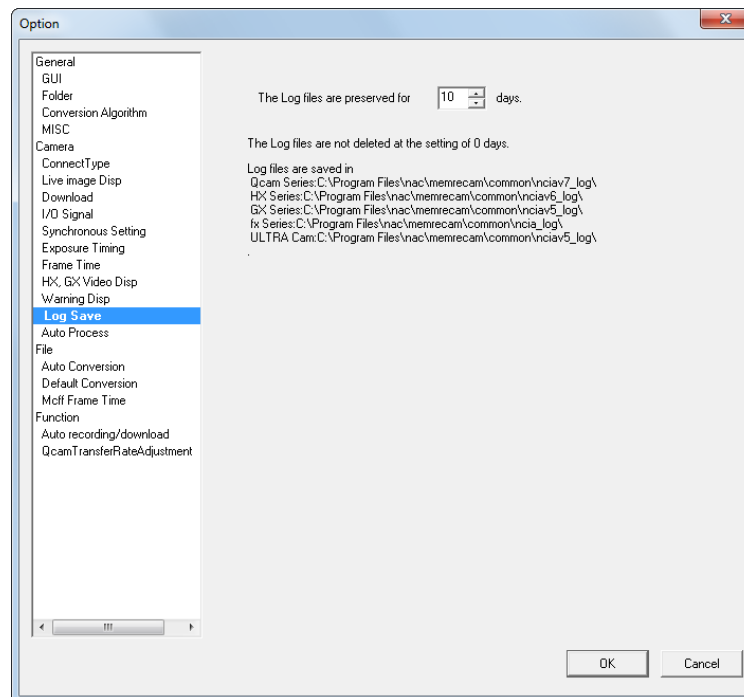 Option
General
GUI
Folder
Conversion Algorithm
MISC
Camera
ConnectType
Live image Disp
Download
I/O Signal
Synchronous Setting
Exposure Timing
Frame Time
HX, GX Video Disp
Warning Disp
Log Save
Auto Process
File
Auto Conversion
Default Conversion
Mcff Frame Time
Function
Auto recording/download
QcamTransferRateAdjustment
The Log files are preserved for 10 days.
The Log files are not deleted at the setting of 0 days.
Log files are saved in
Qcam Series:C:\Program Files\nac\memrecam\common\nciav7_log\
HX Series:C:\Program Files\nac\memrecam\common\nciav6_log\
GX Series:C:\Program Files\nac\memrecam\common\nciav5_log\
fx Series:C:\Program Files\nac\memrecam\common\ncia_log\
ULTRA Cam:C:\Program Files\nac\memrecam\common\nciav5_log\
.
OK Cancel